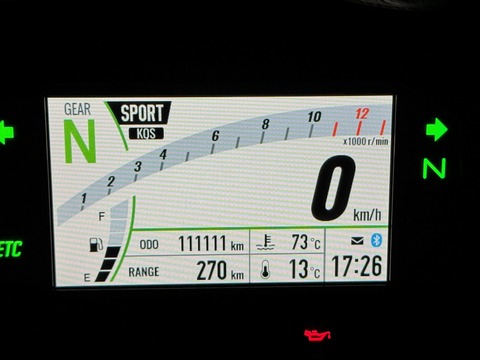 GEAR SPORT
N KQS
1 2 3 4 6 8 10 12
x1000 r/min
0
km/h
N
ETC
F
E
ODO 111111 km 73 °C
RANGE 270 km 13 °C 17:26